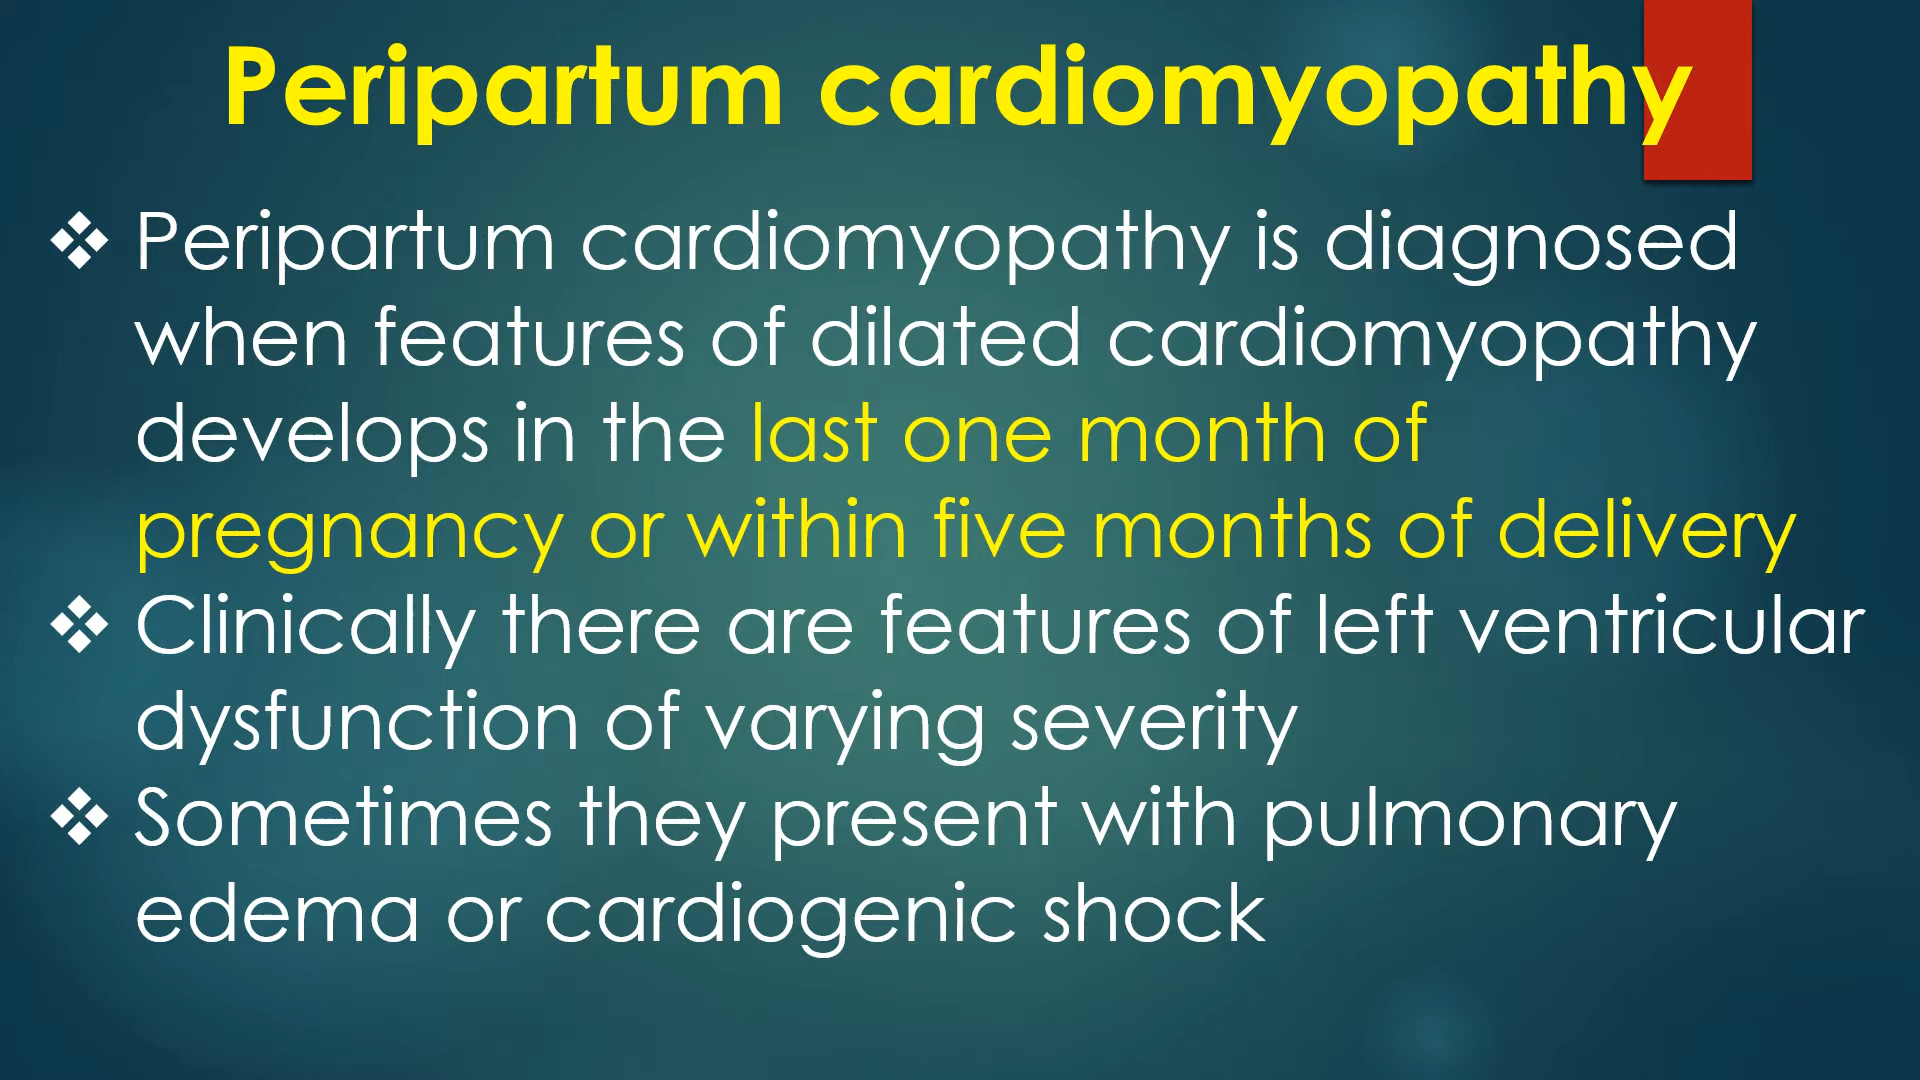 Peripartum cardiomyopathy
❖ Peripartum cardiomyopathy is diagnosed
when features of dilated cardiomyopathy
develops in the last one month of
pregnancy or within five months of delivery
❖ Clinically there are features of left ventricular
dysfunction of varying severity
❖ Sometimes they present with pulmonary
edema or cardiogenic shock